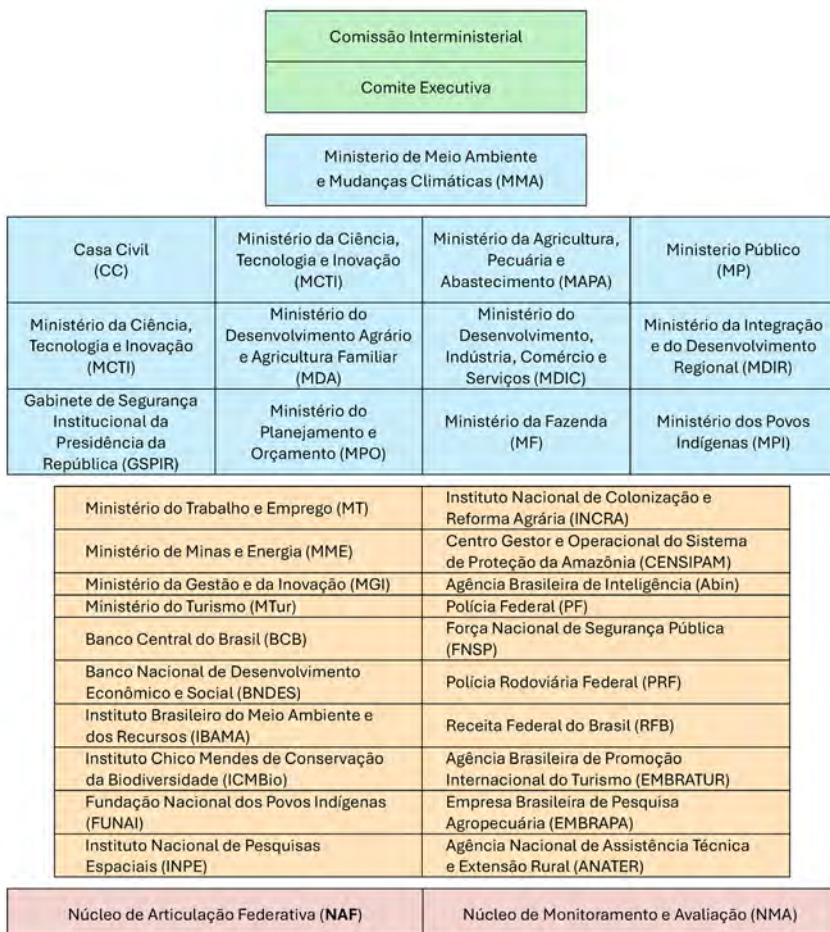 Comissão Interministerial
Comite Executiva
Ministerio de Meio Ambiente
e Mudanças Climáticas (MMA)
Casa Civil
(CC)
Ministério da Ciência,
Tecnologia e Inovação
(MCTI)
Ministério da Agricultura,
Pecuária e
Abastecimento (MAPA)
Ministerio Público
(MP)
Ministério da Ciência,
Tecnologia e Inovação
(MCTI)
Ministério do
Desenvolvimento Agrário
e Agricultura Familiar
(MDA)
Ministério do
Desenvolvimento,
Indústria, Comércio e
Serviços (MDIC)
Ministério da Integração
e do Desenvolvimento
Regional (MDIR)
Gabinete de Segurança
Institucional da
Presidência da
República (GSPIR)
Ministério do
Planejamento e
Orçamento (MPO)
Ministério da Fazenda
(MF)
Ministério dos Povos
Indígenas (MPI)
Ministério do Trabalho e Emprego (MT)
Instituto Nacional de Colonização e
Reforma Agrária (INCRA)
Ministério de Minas e Energia (MME)
Centro Gestor e Operacional do Sistema
de Proteção da Amazônia (CENSIPAM)
Ministério da Gestão e da Inovação (MGI)
Agência Brasileira de Inteligência (Abin)
Ministério do Turismo (MTur)
Polícia Federal (PF)
Banco Central do Brasil (BCB)
Força Nacional de Segurança Pública
(FNSP)
Banco Nacional de Desenvolvimento
Econômico e Social (BNDES)
Polícia Rodoviária Federal (PRF)
Instituto Brasileiro do Meio Ambiente e
dos Recursos (IBAMA)
Receita Federal do Brasil (RFB)
Instituto Chico Mendes de Conservação
da Biodiversidade (ICMBio)
Agência Brasileira de Promoção
Internacional do Turismo (EMBRATUR)
Fundação Nacional dos Povos Indígenas
(FUNAI)
Empresa Brasileira de Pesquisa
Agropecuária (EMBRAPA)
Instituto Nacional de Pesquisas
Espaciais (INPE)
Agência Nacional de Assistência Técnica
e Extensão Rural (ANATER)
Núcleo de Articulação Federativa (NAF)
Núcleo de Monitoramento e Avaliação (NMA)